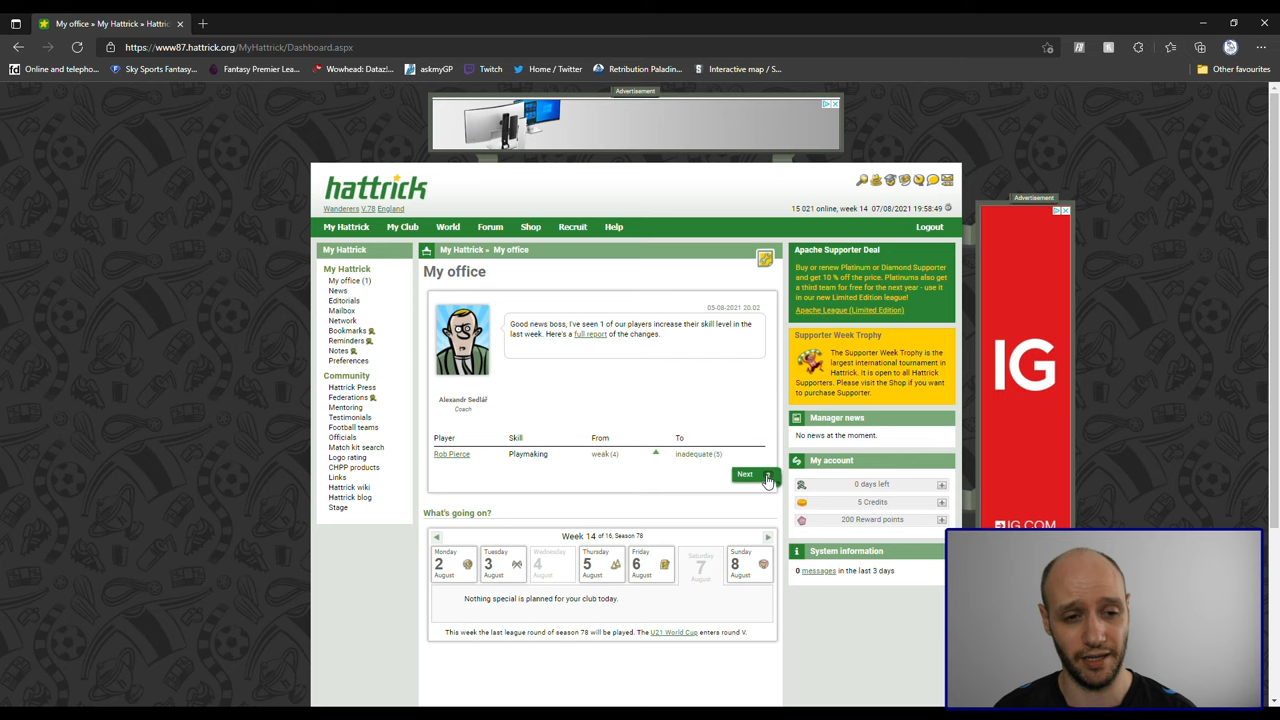 My office » My Hattrick » Hattric
https://www87.hattrick.org/MyHattrick/Dashboard.aspx
Online and telepho...
Sky Sports Fantasy...
Fantasy Premier Lea...
Wowhead: Dataz!...
askmyGP
Twitch
Home / Twitter
Retribution Paladin...
Interactive map / S...
Other favourites
Advertisement
hattrick
Wanderers V.78 England
15 021 online, week 14 07/08/2021 19:58:49
My Hattrick
My Club
World
Forum
Shop
Recruit
Help
Logout
My Hattrick
My Hattrick
My office (1)
News
Editorials
Mailbox
Network
Bookmarks
Reminders
Notes
Preferences
Community
Hattrick Press
Federations
Mentoring
Testimonials
Football teams
Officials
Match kit search
Logo rating
CHPP products
Links
Hattrick wiki
Hattrick blog
Stage
My Hattrick » My office
My office
05-08-2021 20.02
Good news boss, I've seen 1 of our players increase their skill level in the
last week. Here's a full report of the changes.
Alexandr Sedlář
Coach
Player Skill From To
Rob Pierce Playmaking weak (4) inadequate (5)
Next
What's going on?
Week 14 of 16, Season 78
Monday
2
August
Tuesday
3
August
Wednesday
4
August
Thursday
5
August
Friday
6
August
Saturday
7
August
Sunday
8
August
Nothing special is planned for your club today.
This week the last league round of season 78 will be played. The U21 World Cup enters round V.
Apache Supporter Deal
Buy or renew Platinum or Diamond Supporter
and get 10 % off the price. Platinums also get
a third team for free for the next year - use it
in our new Limited Edition league!
Apache League (Limited Edition)
Supporter Week Trophy
The Supporter Week Trophy is the
largest international tournament in
Hattrick. It is open to all Hattrick
Supporters. Please visit the Shop if you want
to purchase Supporter.
Manager news
No news at the moment.
My account
0 days left
5 Credits
200 Reward points
System information
0 messages in the last 3 days
Advertisement
IG
IG.COM